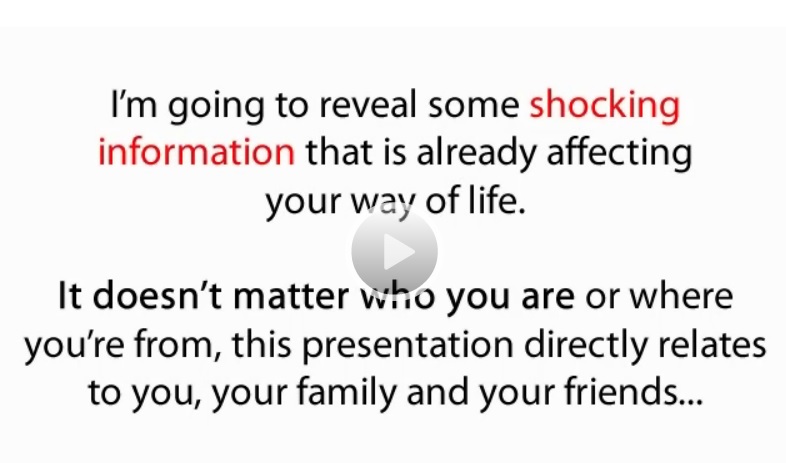 I’m going to reveal some shocking
information that is already affecting
your way of life.
It doesn’t matter who you are or where
you’re from, this presentation directly relates
to you, your family and your friends...